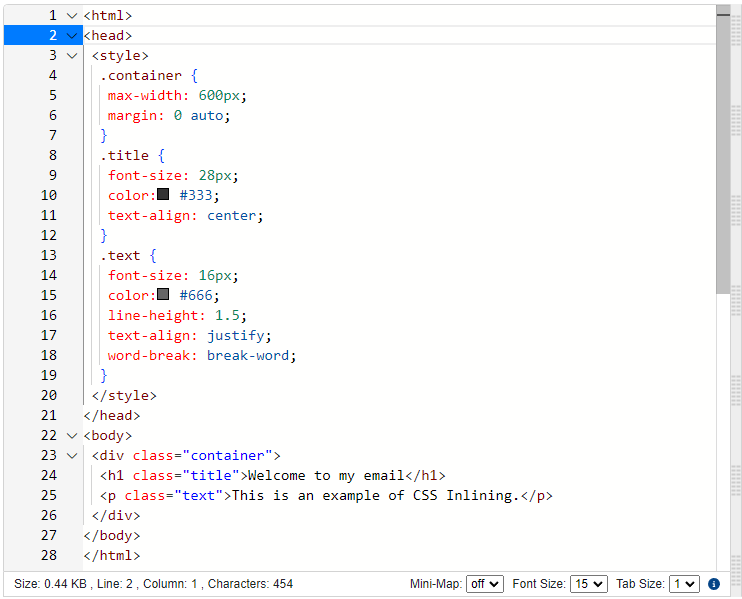 1 <html>
2 <head>
3 <style>
4 .container {
5 max-width: 600px;
6 margin: 0 auto;
7 }
8 .title {
9 font-size: 28px;
10 color: #333;
11 text-align: center;
12 }
13 .text {
14 font-size: 16px;
15 color: #666;
16 line-height: 1.5;
17 text-align: justify;
18 word-break: break-word;
19 }
20 </style>
21 </head>
22 <body>
23 <div class="container">
24 <h1 class="title">Welcome to my email</h1>
25 <p class="text">This is an example of CSS Inlining.</p>
26 </div>
27 </body>
28 </html>
Size: 0.44 KB , Line: 2 , Column: 1 , Characters: 454 Mini-Map: off Font Size: 15 Tab Size: 1 i